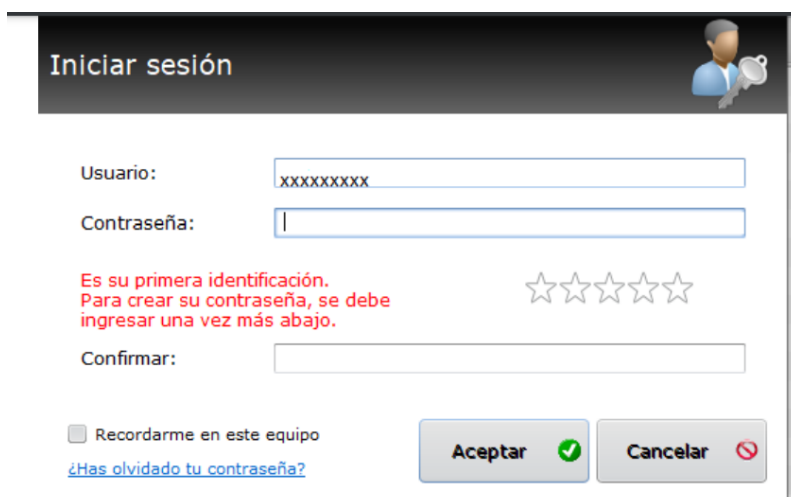 Iniciar sesión
Usuario:
xxxxxxxxx
Contraseña:
Es su primera identificación.
Para crear su contraseña, se debe
ingresar una vez más abajo.
Confirmar:
Recordarme en este equipo
¿Has olvidado tu contraseña?
Aceptar
Cancelar